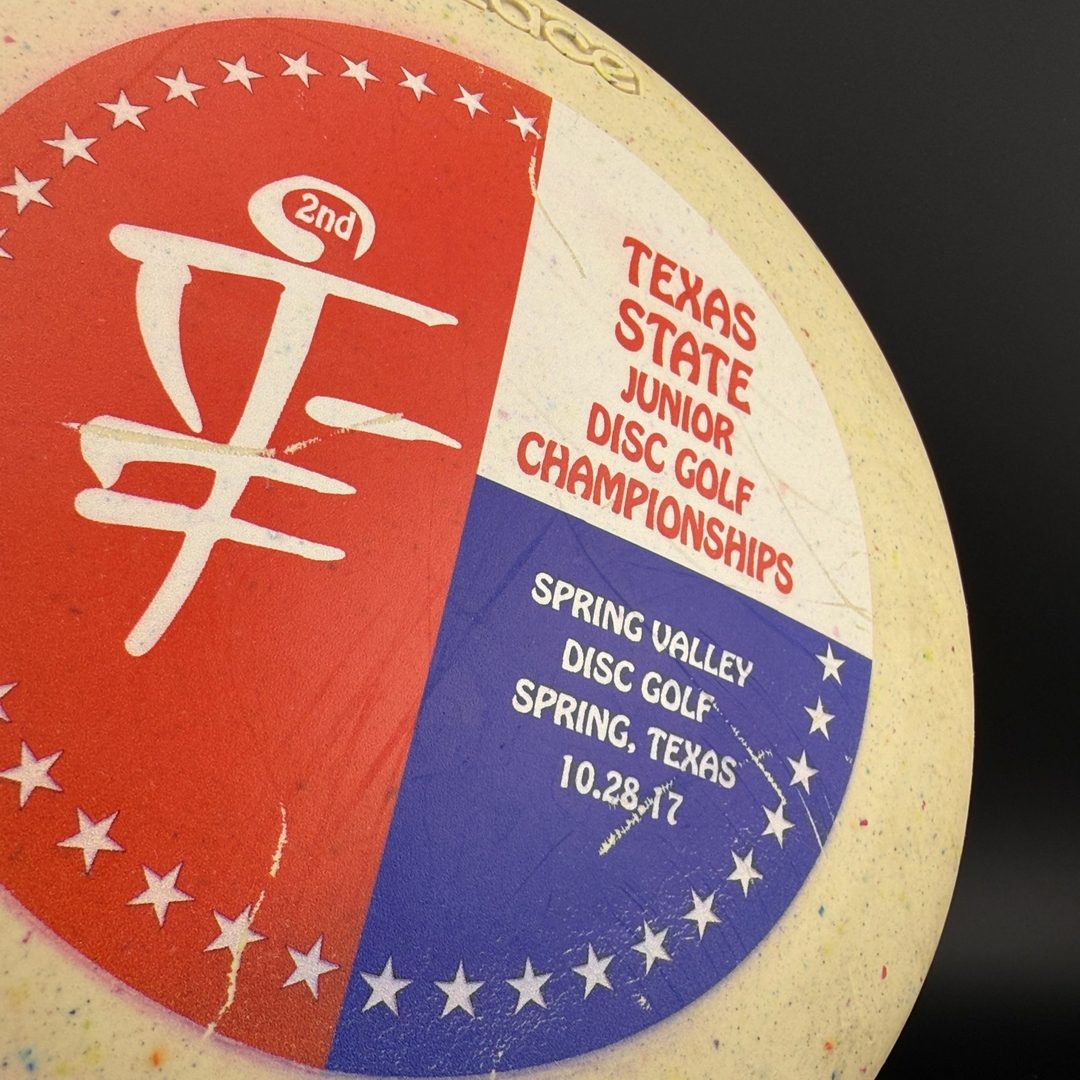 2nd
TEXAS
STATE
JUNIOR
DISC GOLF
CHAMPIONSHIPS
SPRING VALLEY
DISC GOLF
SPRING, TEXAS
10.28.17